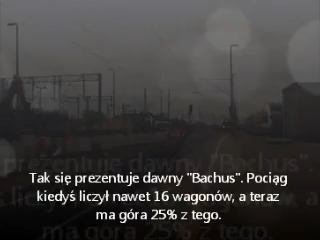 Tak się prezentuje dawny "Bachus". Pociąg
kiedyś liczył nawet 16 wagonów, a teraz
ma góra 25% z tego.